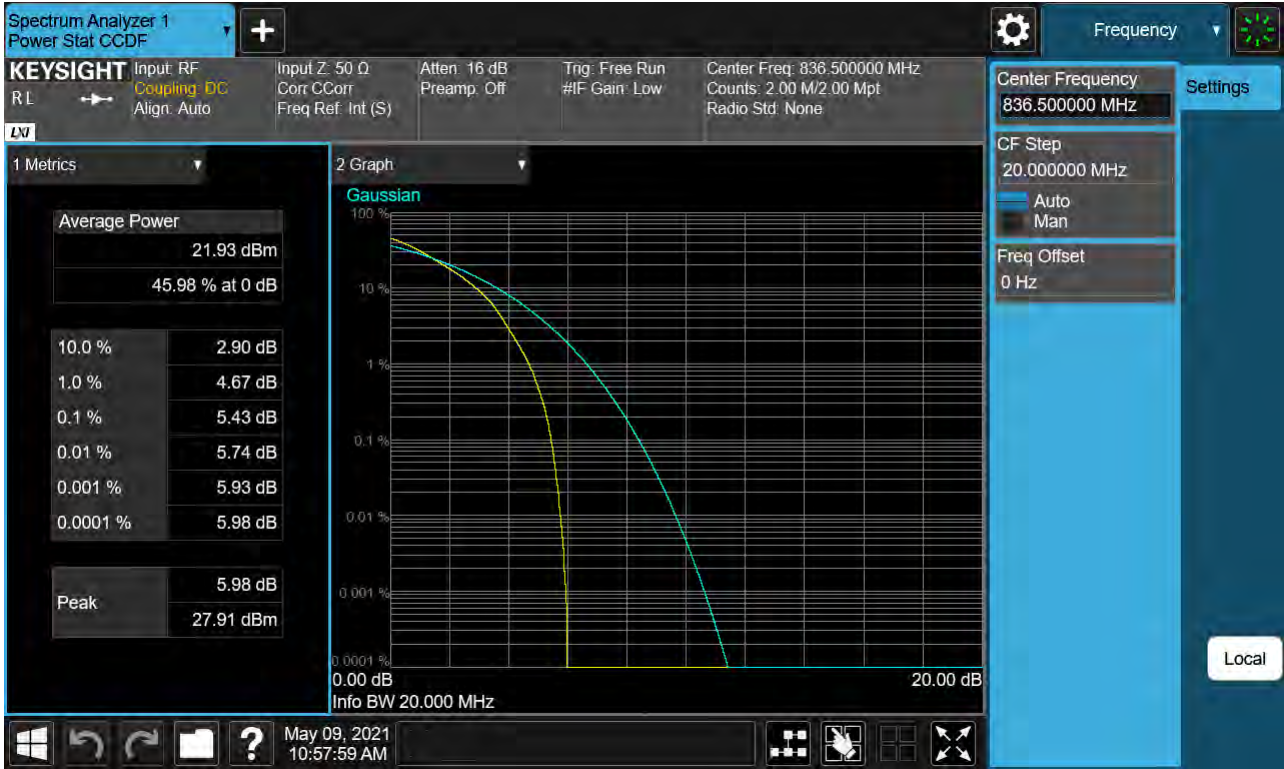 Spectrum Analyzer 1
Power Stat CCDF
Frequency
KEYSIGHT
RL
LXI
Input: RF
Coupling: DC
Align: Auto
Input Z: 50 Ω
Corr CCorr
Freq Ref: Int (S)
Atten: 16 dB
Preamp: Off
Trig: Free Run
#IF Gain: Low
Center Freq: 836.500000 MHz
Counts: 2.00 M/2.00 Mpt
Radio Std: None
1 Metrics
Average Power
21.93 dBm
45.98 % at 0 dB
10.0 % 2.90 dB
1.0 % 4.67 dB
0.1 % 5.43 dB
0.01 % 5.74 dB
0.001 % 5.93 dB
0.0001 % 5.98 dB
Peak
5.98 dB
27.91 dBm
2 Graph
Gaussian
100 %
10 %
1 %
0.1 %
0.01 %
0.001 %
0.0001 %
0.00 dB 20.00 dB
Info BW 20.000 MHz
Center Frequency
836.500000 MHz
CF Step
20.000000 MHz
Auto
Man
Freq Offset
0 Hz
Settings
Local
?
May 09, 2021
10:57:59 AM